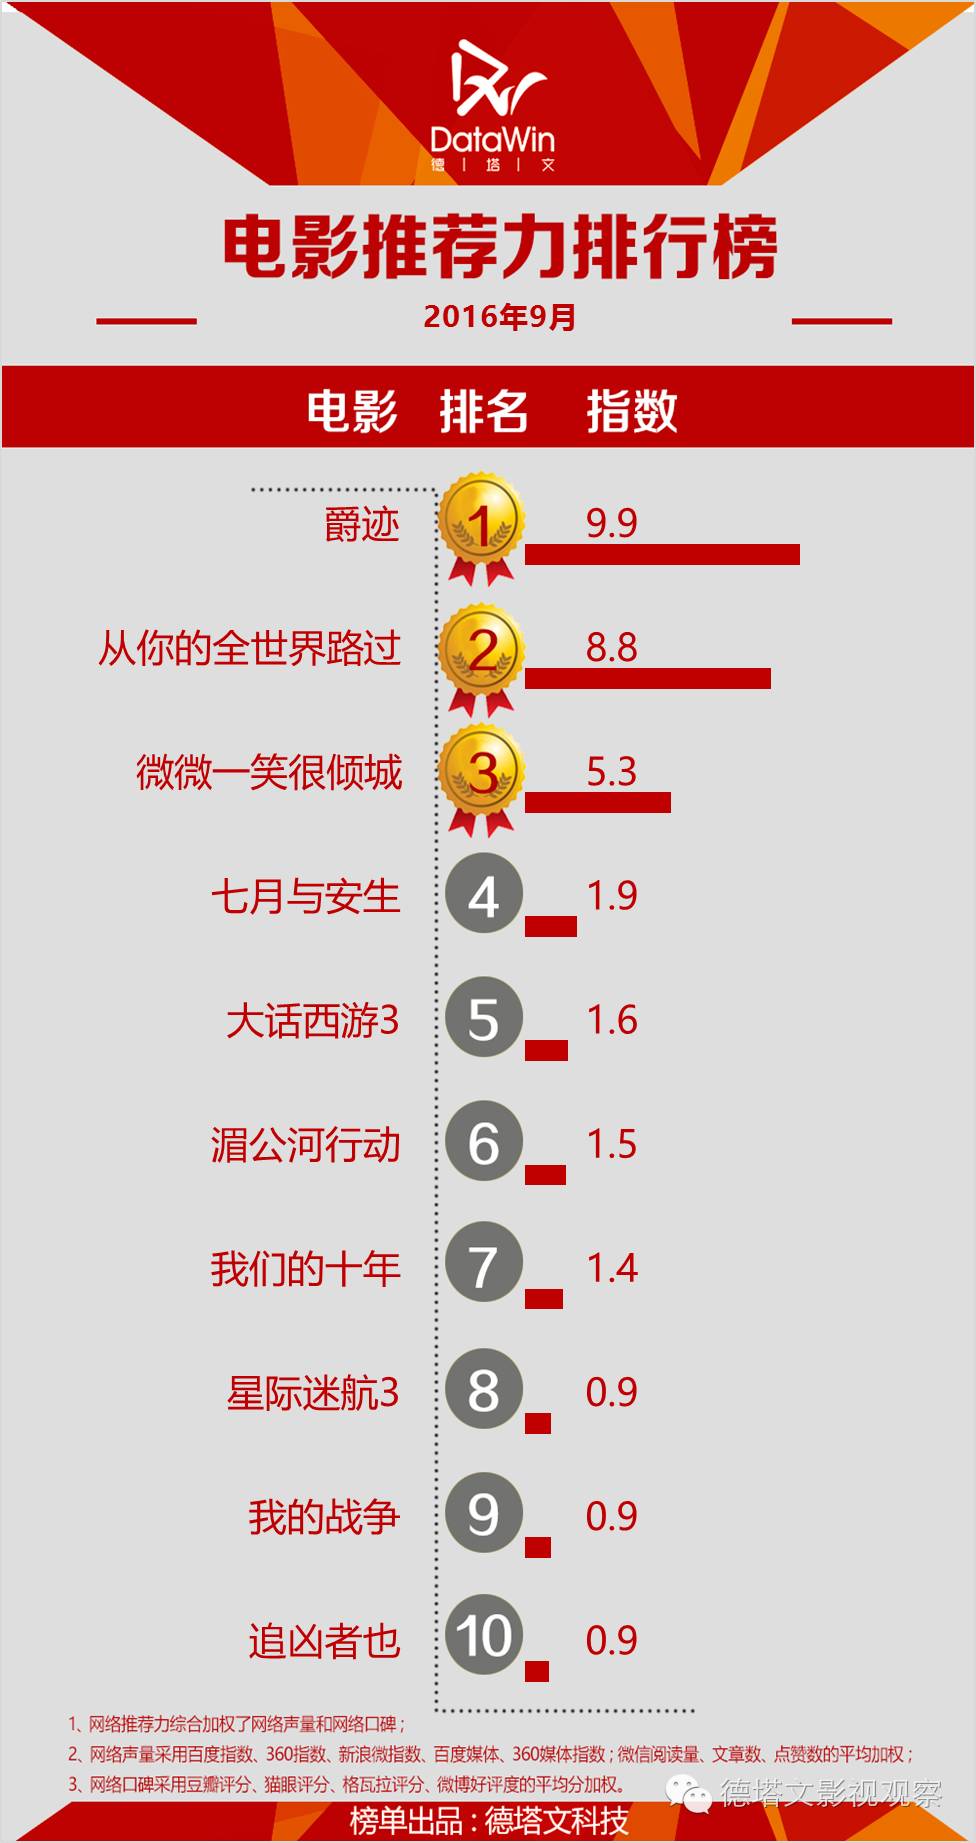 DataWin
德 | 塔 | 文
电影推荐力排行榜
2016年9月
电影 排名 指数
爵迹 1 9.9
从你的全世界路过 2 8.8
微微一笑很倾城 3 5.3
七月与安生 4 1.9
大话西游3 5 1.6
湄公河行动 6 1.5
我们的十年 7 1.4
星际迷航3 8 0.9
我的战争 9 0.9
追凶者也 10 0.9
1、网络推荐力综合加权了网络声量和网络口碑；
2、网络声量采用百度指数、360指数、新浪微指数、百度媒体、360媒体指数；微信阅读量、文章数、点赞数的平均加权；
3、网络口碑采用豆瓣评分、猫眼评分、格瓦拉评分、微博好评度的平均分加权。
德塔文影视观察
榜单出品：德塔文科技